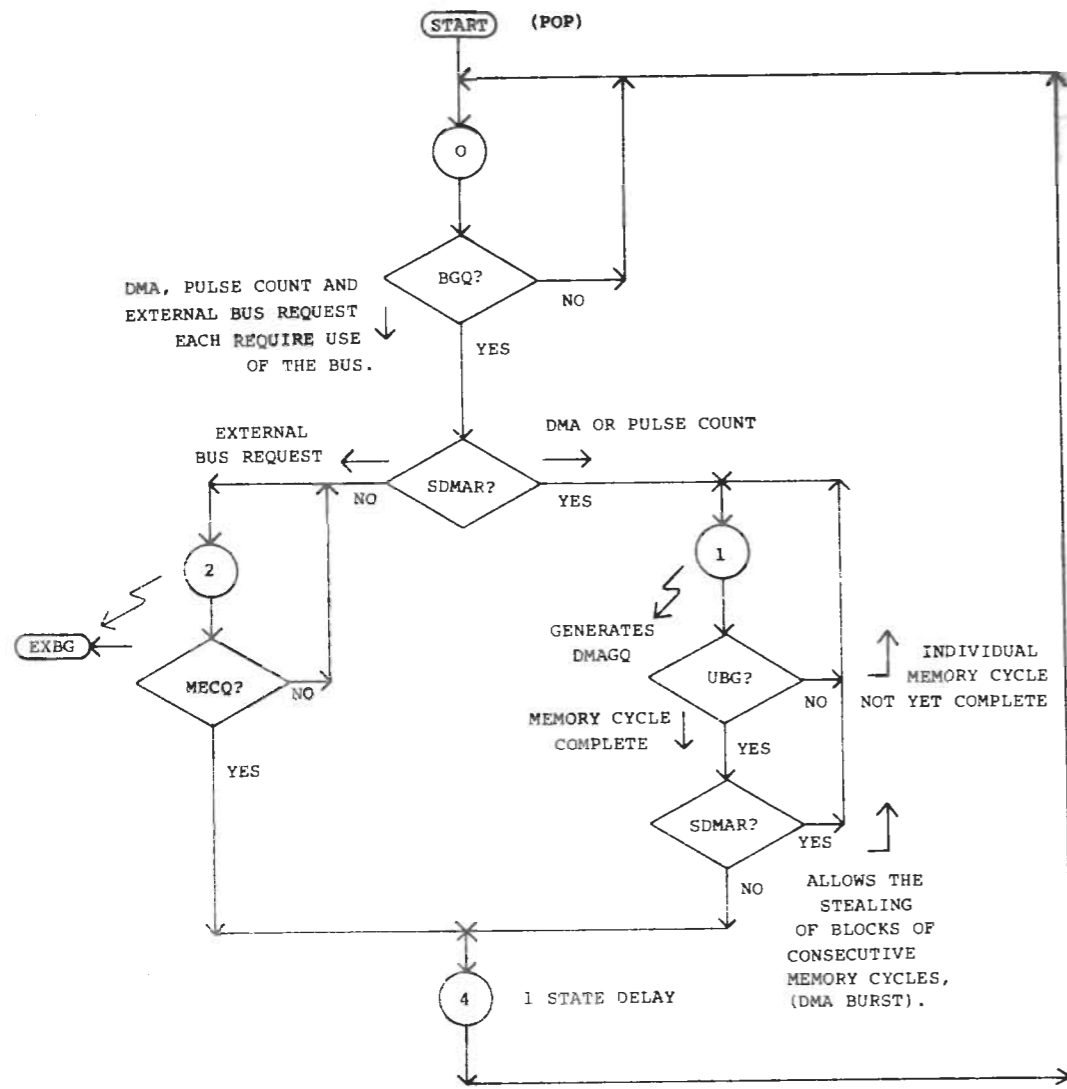 START (POP)
0
BGQ?
NO
DMA, PULSE COUNT AND
EXTERNAL BUS REQUEST
EACH REQUIRE USE
OF THE BUS.
YES
EXTERNAL
BUS REQUEST
DMA OR PULSE COUNT
SDMAR?
NO
YES
2
1
EXBG
GENERATES
DMAGQ
MECQ?
NO
UBG?
NO
INDIVIDUAL
MEMORY CYCLE
NOT YET COMPLETE
MEMORY CYCLE
COMPLETE
YES
YES
SDMAR?
YES
NO
ALLOWS THE
STEALING
OF BLOCKS OF
CONSECUTIVE
MEMORY CYCLES,
(DMA BURST).
4
1 STATE DELAY